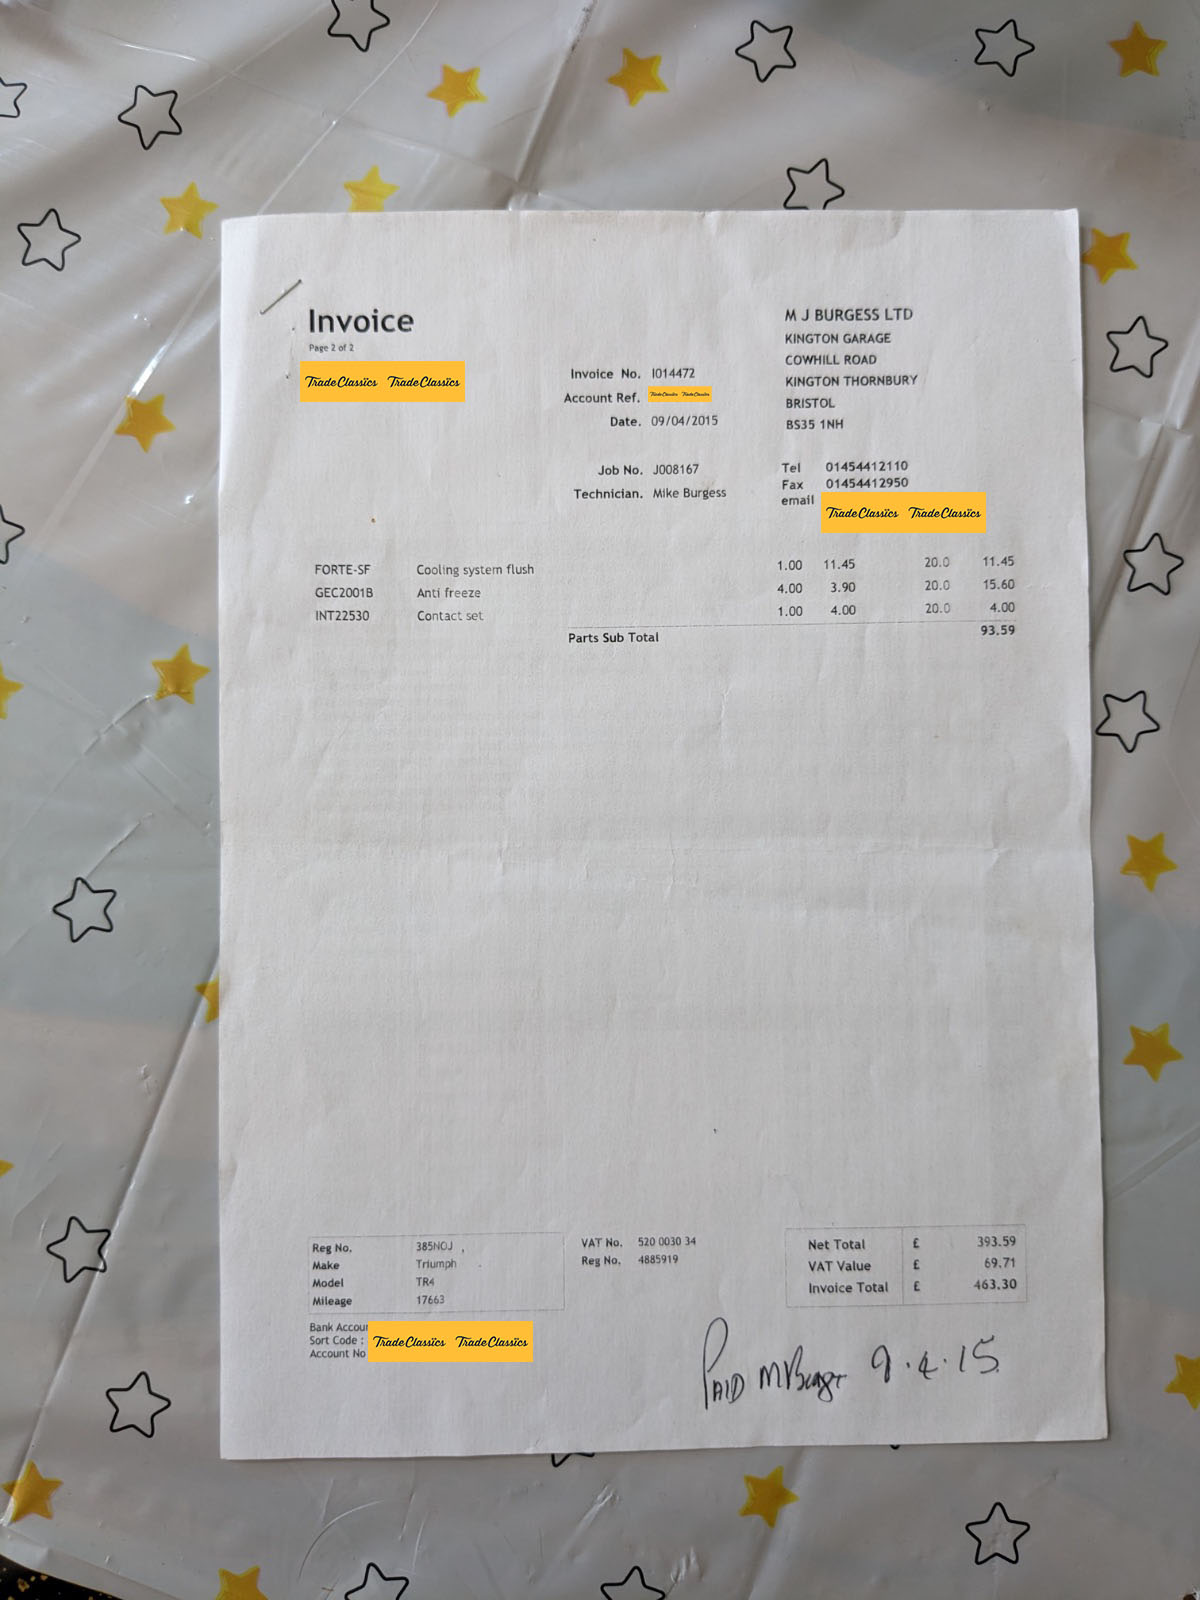 Invoice
Page 2 of 2
TradeClassics TradeClassics
Invoice No. I014472
Account Ref. TradeClassics TradeClassics
Date. 09/04/2015
Job No. J008167
Technician. Mike Burgess
M J BURGESS LTD
KINGTON GARAGE
COWHILL ROAD
KINGTON THORNBURY
BRISTOL
BS35 1NH
Tel 01454412110
Fax 01454412950
email TradeClassics TradeClassics
FORTE-SF Cooling system flush 1.00 11.45 20.0 11.45
GEC2001B Anti freeze 4.00 3.90 20.0 15.60
INT22530 Contact set 1.00 4.00 20.0 4.00
Parts Sub Total 93.59
Reg No. 385NOJ
Make Triumph
Model TR4
Mileage 17663
VAT No. 520 0030 34
Reg No. 4885919
Net Total £ 393.59
VAT Value £ 69.71
Invoice Total £ 463.30
Bank Accou
Sort Code :
Account No
TradeClassics TradeClassics
PAID MBurgess 9.4.15